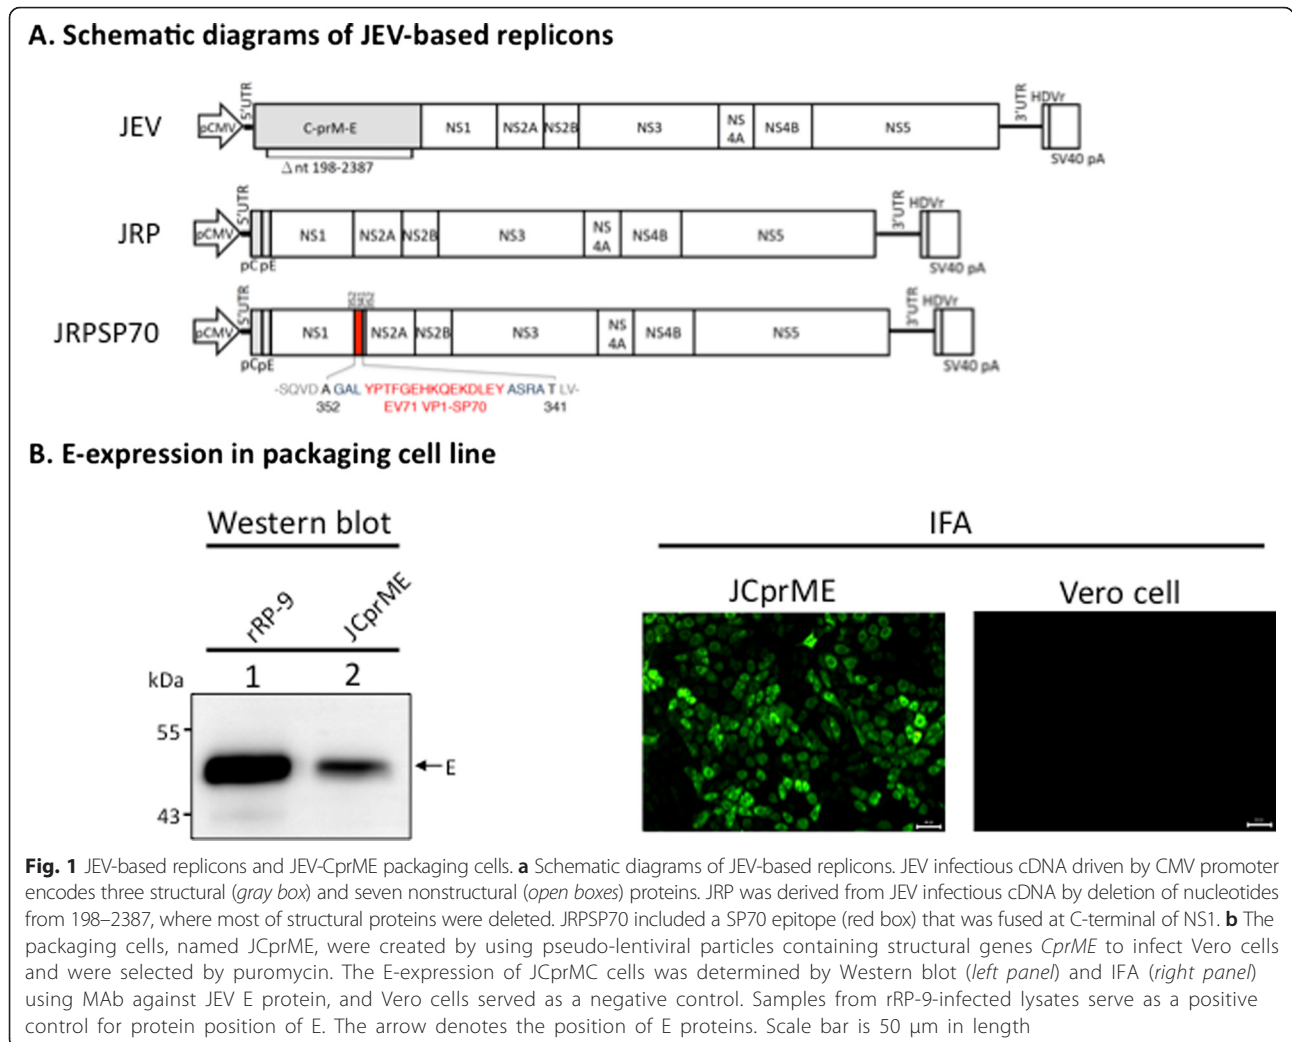 A. Schematic diagrams of JEV-based replicons
JEV
pCMV
5'UTR
C-prM-E
NS1
NS2A
NS2B
NS3
NS
4A
NS4B
NS5
3'UTR
HDVr
SV40 pA
Δnt 198-2387
JRP
pCMV
5'UTR
pC pE
NS1
NS2A
NS2B
NS3
NS
4A
NS4B
NS5
3'UTR
HDVr
SV40 pA
JRPSP70
pCMV
5'UTR
pC pE
NS1
NS2A
NS2B
NS3
NS
4A
NS4B
NS5
3'UTR
HDVr
SV40 pA
-SQVD A GAL YPTFGEHKQEKDLEY ASRA T LV-
352 EV71 VP1-SP70 341
B. E-expression in packaging cell line
Western blot
rRP-9
JCprME
1 2
kDa
55
43
E
IFA
JCprME
Vero cell
Fig. 1 JEV-based replicons and JEV-CprME packaging cells. a Schematic diagrams of JEV-based replicons. JEV infectious cDNA driven by CMV promoter
encodes three structural (gray box) and seven nonstructural (open boxes) proteins. JRP was derived from JEV infectious cDNA by deletion of nucleotides
from 198–2387, where most of structural proteins were deleted. JRPSP70 included a SP70 epitope (red box) that was fused at C-terminal of NS1. b The
packaging cells, named JCprME, were created by using pseudo-lentiviral particles containing structural genes CprME to infect Vero cells
and were selected by puromycin. The E-expression of JCprMC cells was determined by Western blot (left panel) and IFA (right panel)
using MAb against JEV E protein, and Vero cells served as a negative control. Samples from rRP-9-infected lysates serve as a positive
control for protein position of E. The arrow denotes the position of E proteins. Scale bar is 50 μm in length